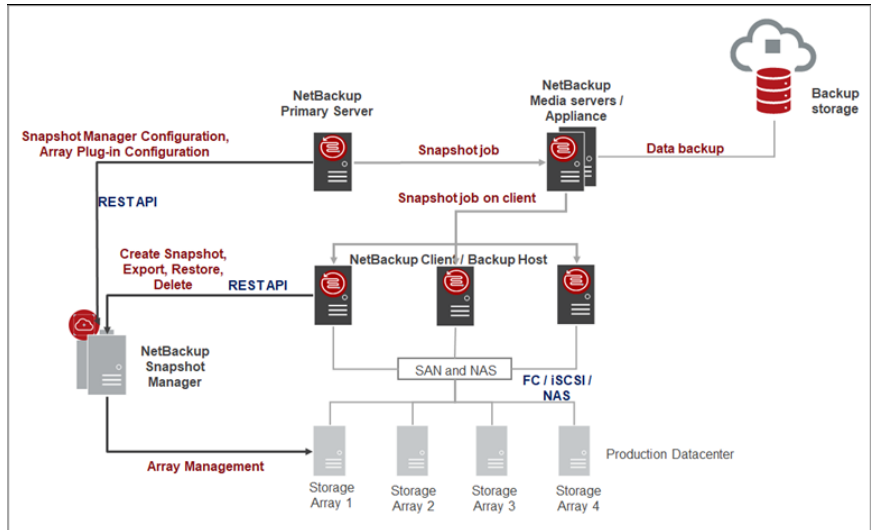 NetBackup
Primary Server
NetBackup
Media servers /
Appliance
Backup
storage
Snapshot Manager Configuration,
Array Plug-in Configuration
Snapshot job
Data backup
REST API
Snapshot job on client
Create Snapshot,
Export, Restore,
Delete
REST API
NetBackup Client / Backup Host
NetBackup
Snapshot
Manager
SAN and NAS
FC / iSCSI /
NAS
Array Management
Production Datacenter
Storage
Array 1
Storage
Array 2
Storage
Array 3
Storage
Array 4